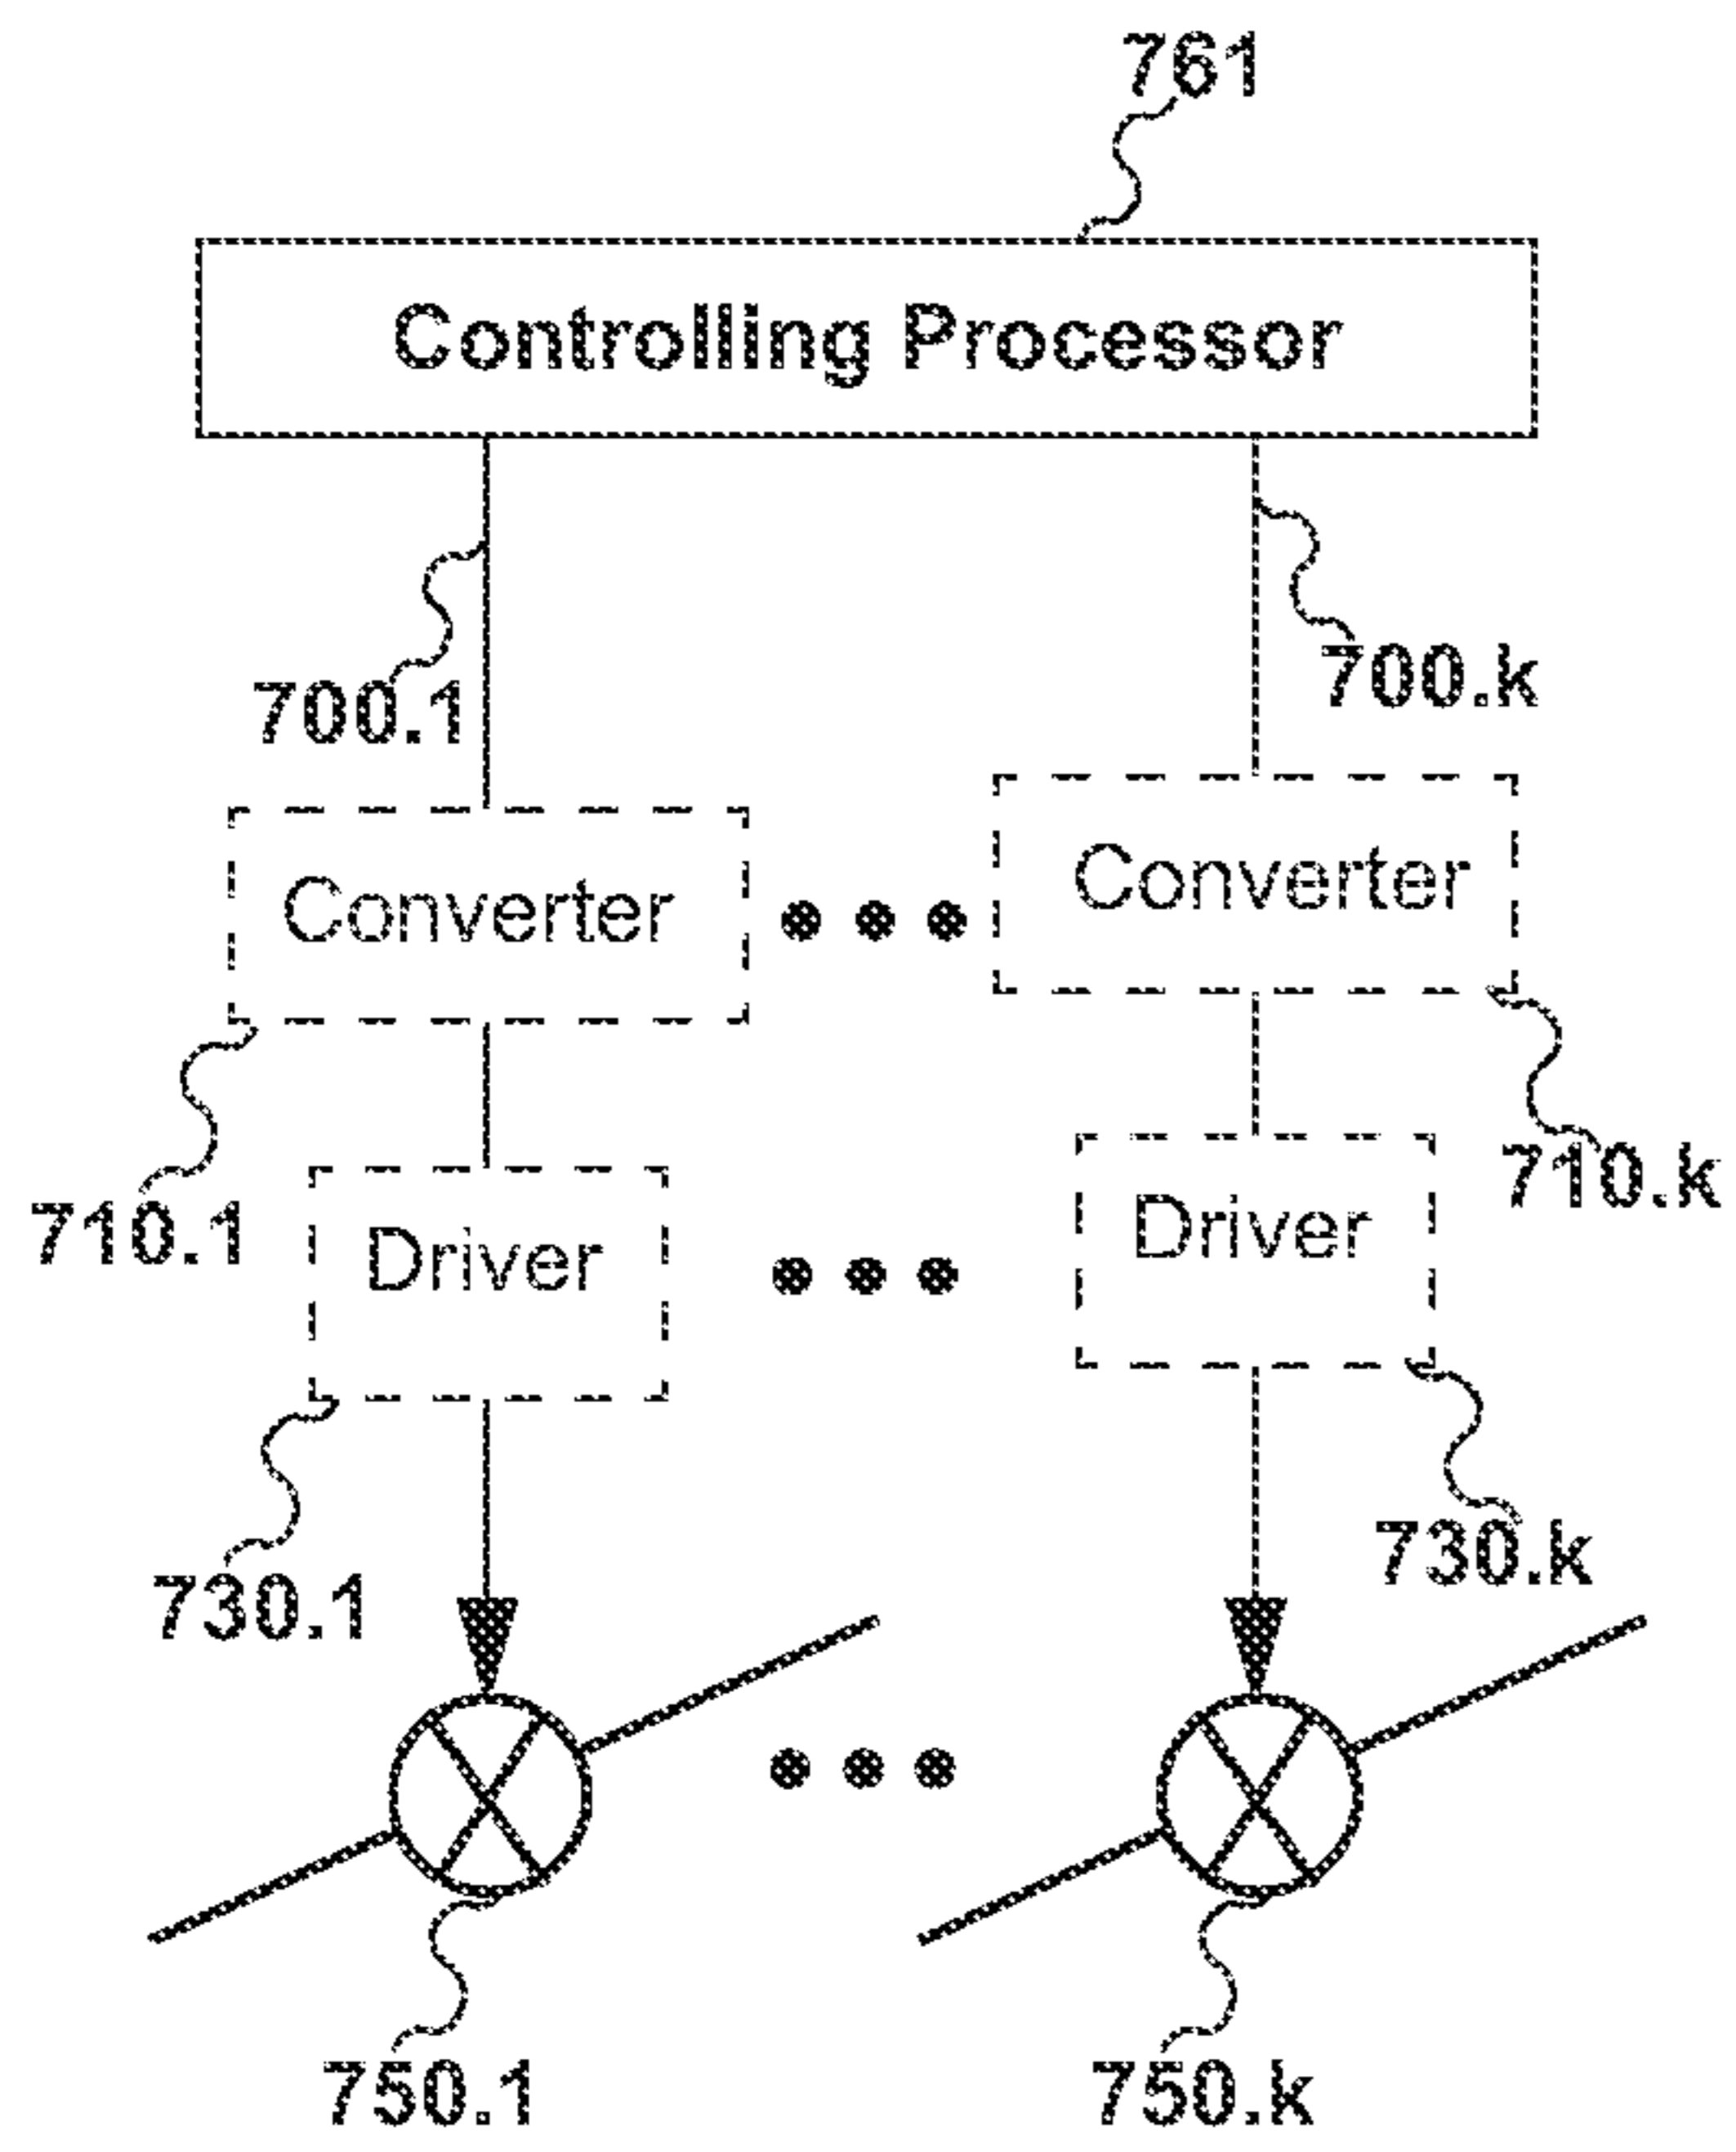 761
Controlling Processor
700.1
700.k
Converter
Converter
710.1
710.k
Driver
Driver
730.1
730.k
750.1
750.k